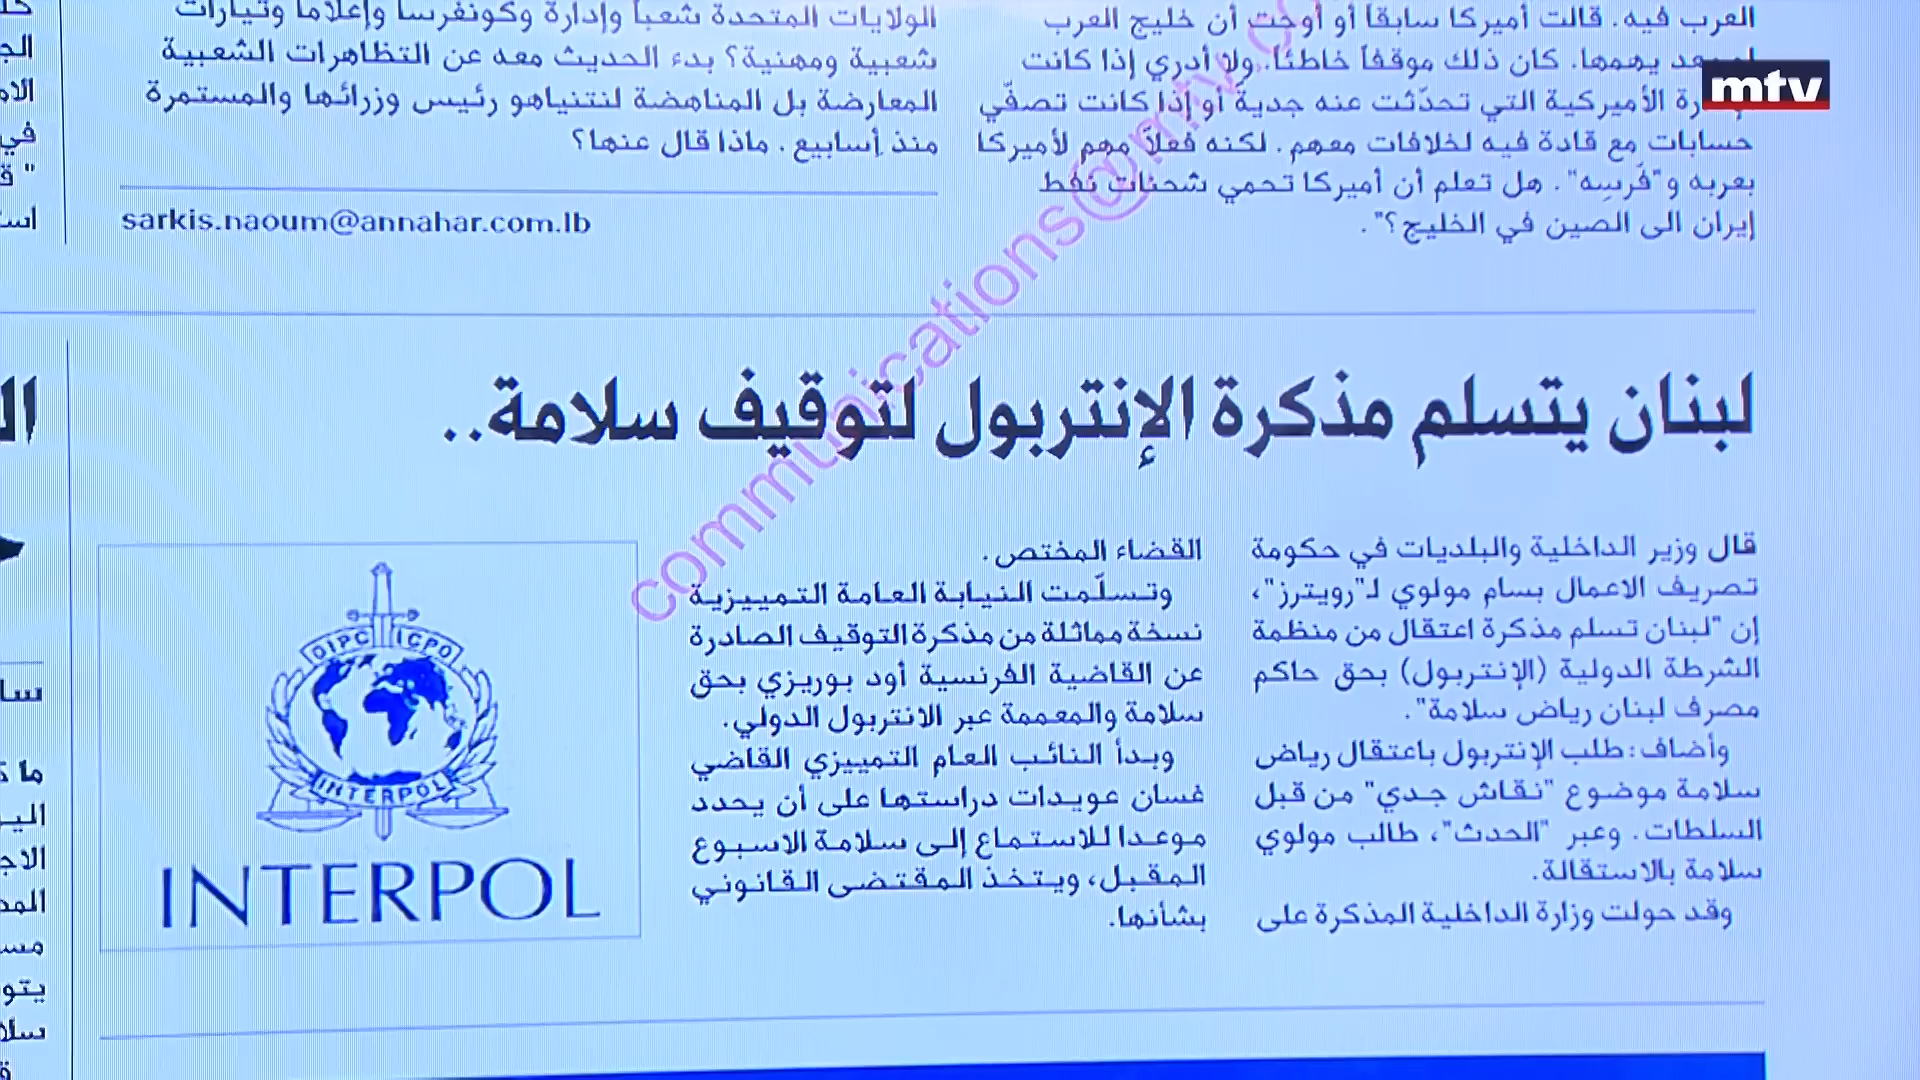 العرب فيه. قالت أميركا سابقاً أو أوحت أن خليج العرب
يهمها. كان ذلك موقفاً خاطئاً. ولا أدري إذا كانت
الأميركية التي تحدّثت عنه جدية أو إذا كانت تصفّي
حسابات مع قادة فيه لخلافات معهم. لكنه فعلاً مهم لأميركا
بعربه و"فَرسِه". هل تعلم أن أميركا تحمي شحنات نفط
إيران الى الصين في الخليج؟".
الولايات المتحدة شعباً وإدارة وكونغرساً وإعلاماً وتيارات
شعبية ومهنية؟ بدء الحديث معه عن التظاهرات الشعبية
المعارضة بل المناهضة لنتنياهو رئيس وزرائها والمستمرة
منذ أسابيع. ماذا قال عنها؟
sarkis.naoum@annahar.com.lb
mtv
communications@mtv
لبنان يتسلم مذكرة الإنتربول لتوقيف سلامة..
قال وزير الداخلية والبلديات في حكومة
تصريف الاعمال بسام مولوي لـ"رويترز"،
إن "لبنان تسلم مذكرة اعتقال من منظمة
الشرطة الدولية (الإنتربول) بحق حاكم
مصرف لبنان رياض سلامة".
وأضاف: طلب الإنتربول باعتقال رياض
سلامة موضوع "نقاش جدي" من قبل
السلطات. وعبر "الحدث"، طالب مولوي
سلامة بالاستقالة.
وقد حولت وزارة الداخلية المذكرة على
القضاء المختص.
وتسلّمت النيابة العامة التمييزية
نسخة مماثلة من مذكرة التوقيف الصادرة
عن القاضية الفرنسية أود بوريزي بحق
سلامة والمعممة عبر الانتربول الدولي.
وبدأ النائب العام التمييزي القاضي
غسان عويدات دراستها على أن يحدد
موعدا للاستماع إلى سلامة الاسبوع
المقبل، ويتخذ المقتضى القانوني
بشأنها.
OIPC ICPO
INTERPOL
INTERPOL